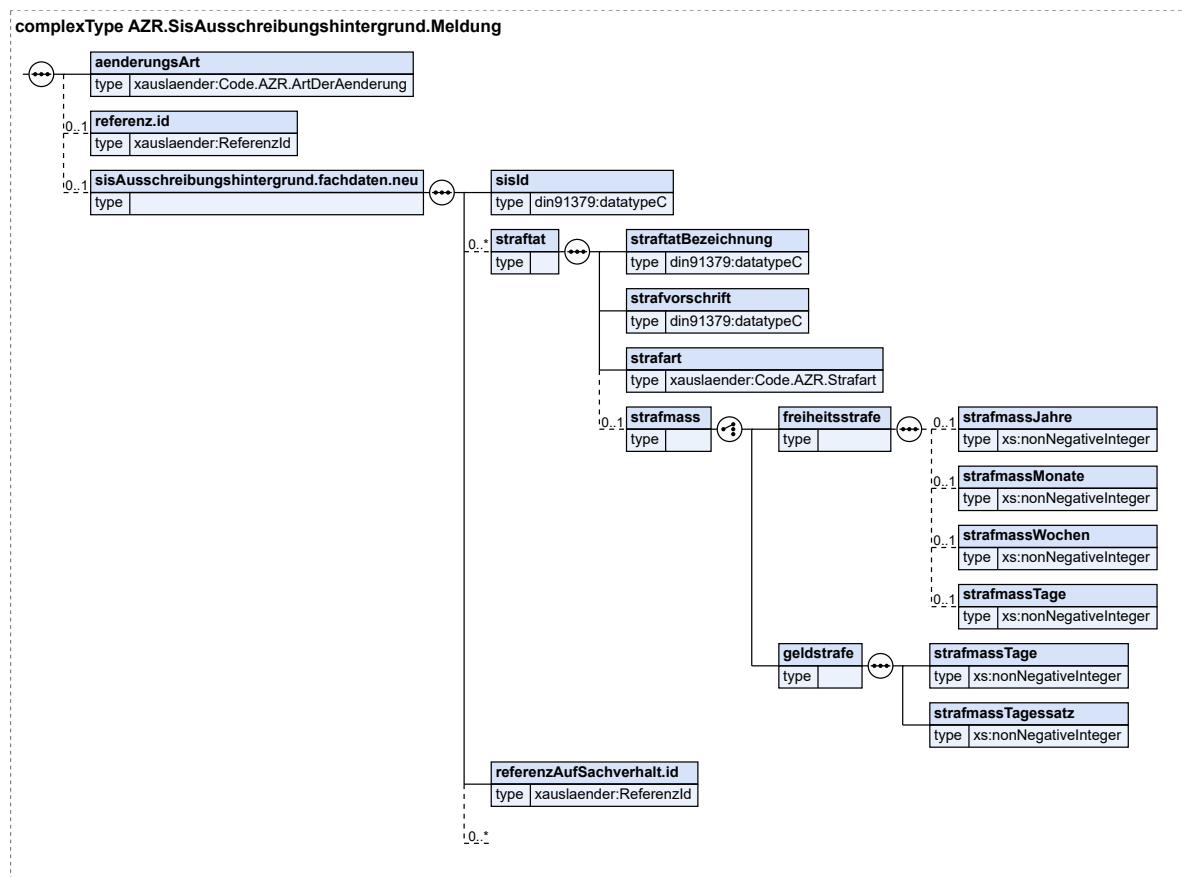 complexType AZR.SisAusschreibungshintergrund.Meldung
aenderungsArt
type xauslaender:Code.AZR.ArtDerAenderung
0..1 referenz.id
type xauslaender:ReferenzId
0..1 sisAusschreibungshintergrund.fachdaten.neu
type
sisId
type din91379:datatypeC
0..* straftat
type
straftatBezeichnung
type din91379:datatypeC
strafvorschrift
type din91379:datatypeC
strafart
type xauslaender:Code.AZR.Strafart
0..1 strafmass
type
freiheitsstrafe
type
0..1 strafmassJahre
type xs:nonNegativeInteger
0..1 strafmassMonate
type xs:nonNegativeInteger
0..1 strafmassWochen
type xs:nonNegativeInteger
0..1 strafmassTage
type xs:nonNegativeInteger
geldstrafe
type
strafmassTage
type xs:nonNegativeInteger
strafmassTagessatz
type xs:nonNegativeInteger
referenzAufSachverhalt.id
type xauslaender:ReferenzId
0..*